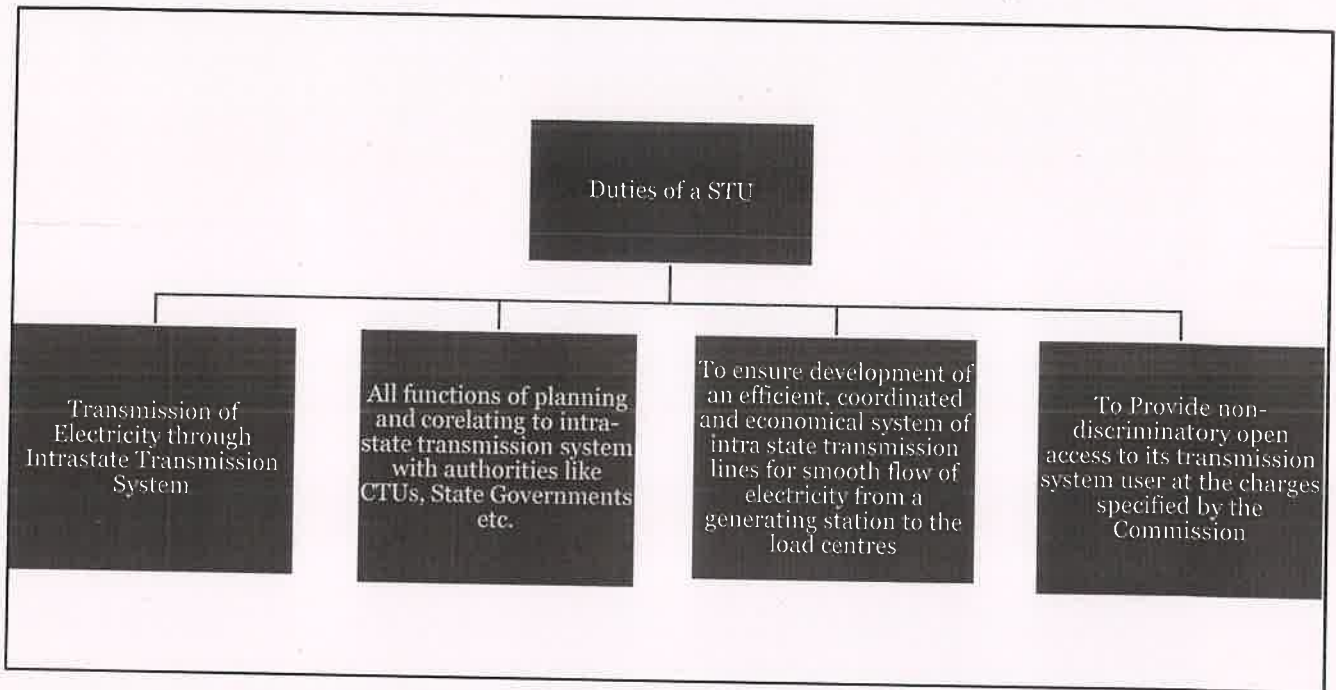 Duties of a STU
Transmission of
Electricity through
Intrastate Transmission
System
All functions of planning
and corelating to intra-
state transmission system
with authorities like
CTUs, State Governments
etc.
To ensure development of
an efficient, coordinated
and economical system of
intra state transmission
lines for smooth flow of
electricity from a
generating station to the
load centres
To Provide non-
discriminatory open
access to its transmission
system user at the charges
specified by the
Commission